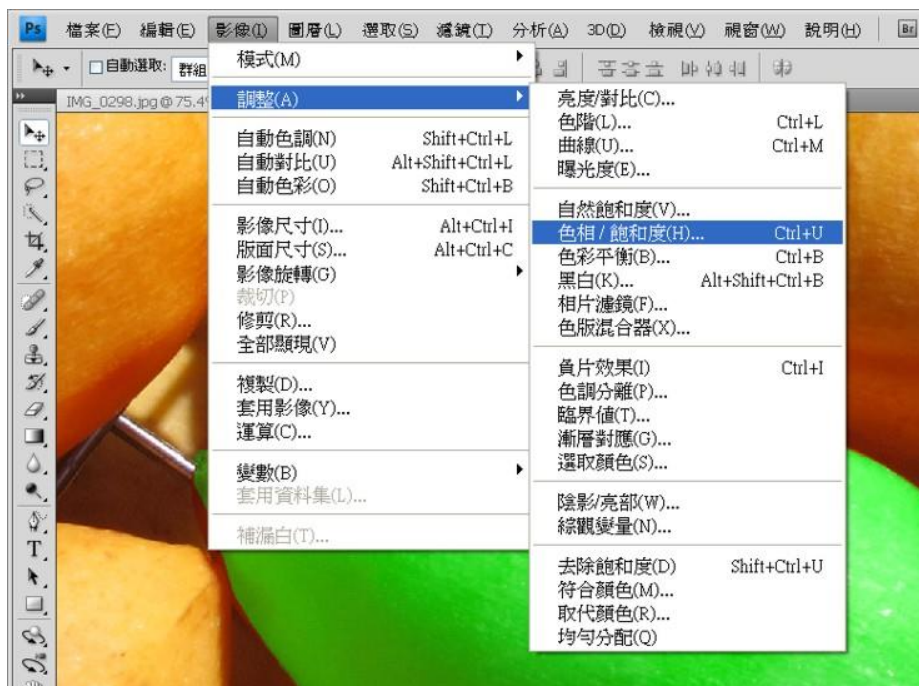 Ps 檔案(F) 編輯(E) 影像(I) 圖層(L) 選取(S) 濾鏡(T) 分析(A) 3D(D) 檢視(V) 視窗(W) 說明(H) Br
自動選取: 群組
IMG_0298.jpg @ 75.4%
模式(M)
調整(A)
自動色調(N) Shift+Ctrl+L
自動對比(U) Alt+Shift+Ctrl+L
自動色彩(O) Shift+Ctrl+B
影像尺寸(I)... Alt+Ctrl+I
版面尺寸(S)... Alt+Ctrl+C
影像旋轉(G)
裁切(P)
修剪(R)...
全部顯現(V)
複製(D)...
套用影像(Y)...
運算(C)...
變數(B)
套用資料集(L)...
補漏白(T)...
亮度/對比(C)...
色階(L)... Ctrl+L
曲線(U)... Ctrl+M
曝光度(E)...
自然飽和度(V)...
色相 / 飽和度(H)... Ctrl+U
色彩平衡(B)... Ctrl+B
黑白(K)... Alt+Shift+Ctrl+B
相片濾鏡(F)...
色版混合器(X)...
負片效果(I) Ctrl+I
色調分離(P)...
臨界值(T)...
漸層對應(G)...
選取顏色(S)...
陰影/亮部(W)...
綜觀變量(N)...
去除飽和度(D) Shift+Ctrl+U
符合顏色(M)...
取代顏色(R)...
均勻分配(Q)